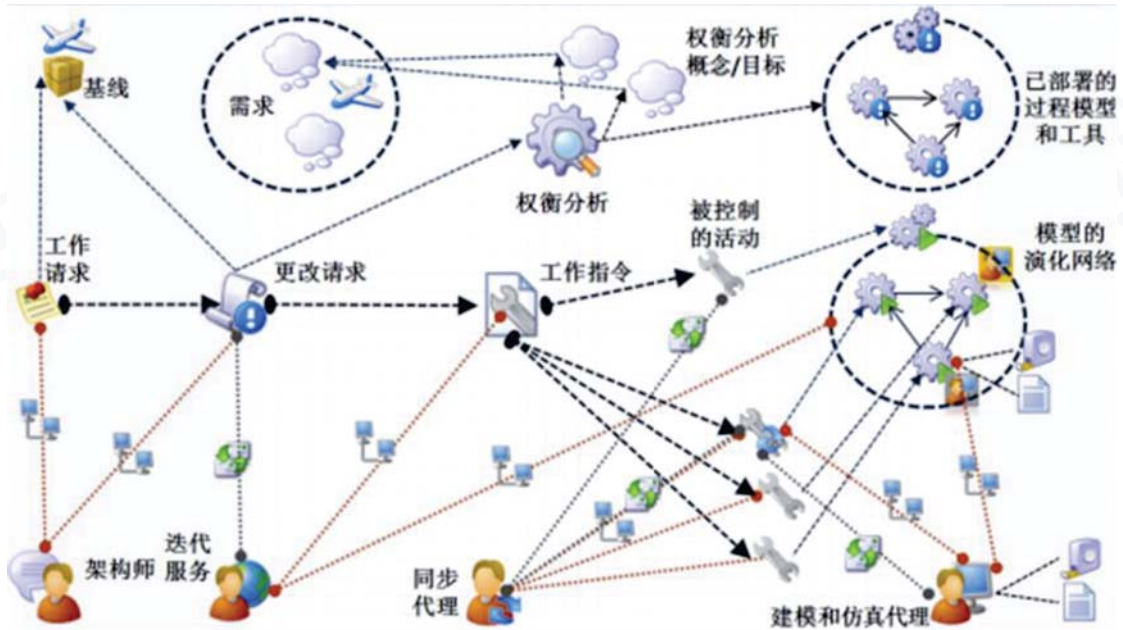 基线
需求
权衡分析
概念/目标
已部署的
过程模型
和工具
权衡分析
工作
请求
更改请求
工作指令
被控制
的活动
模型的
演化网络
架构师
迭代
服务
同步
代理
建模和仿真代理